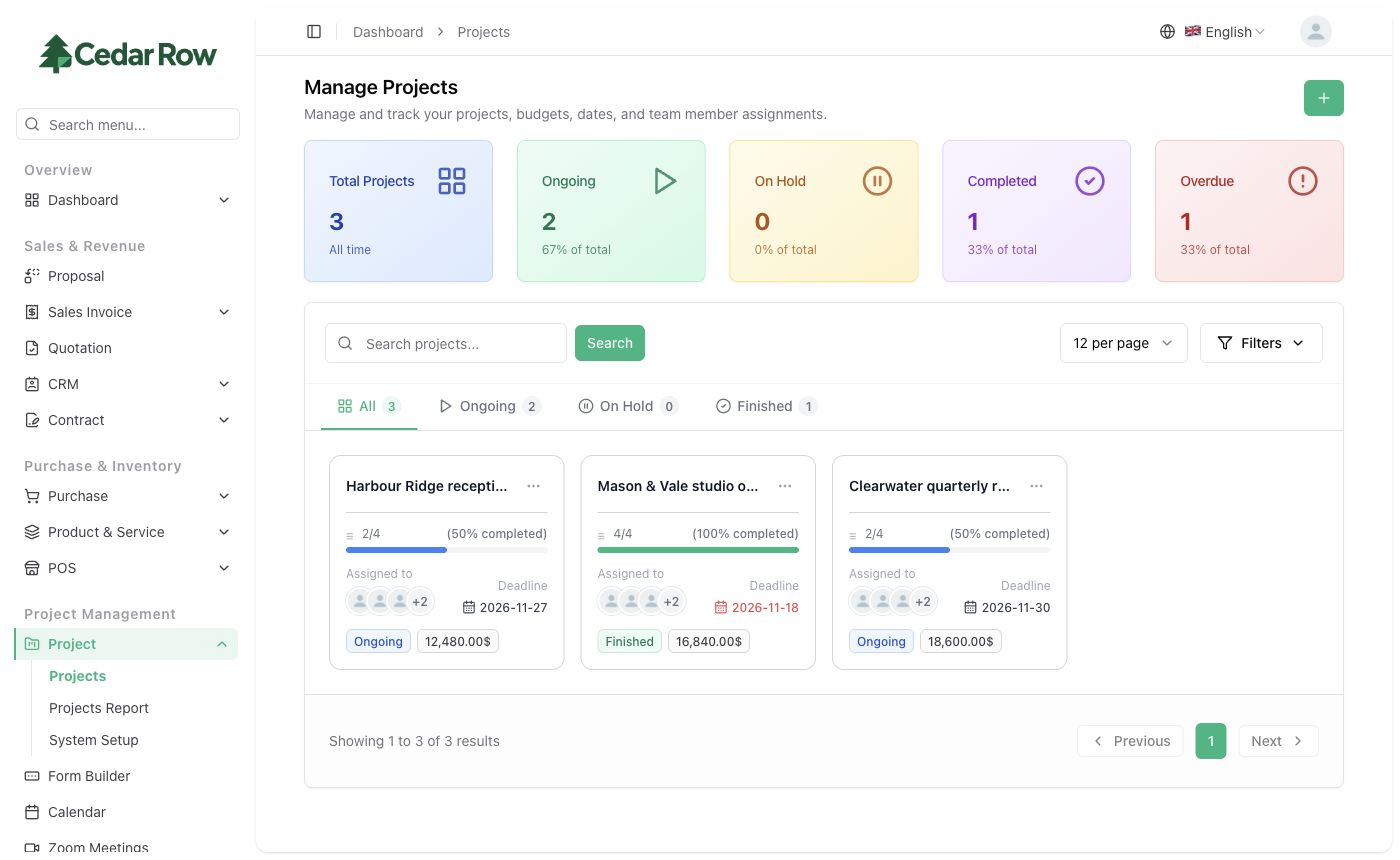 Cedar Row
Search menu...
Overview
Dashboard
Sales & Revenue
Proposal
Sales Invoice
Quotation
CRM
Contract
Purchase & Inventory
Purchase
Product & Service
POS
Project Management
Project
Projects
Projects Report
System Setup
Form Builder
Calendar
Zoom Meetings
Dashboard > Projects
English
Manage Projects
Manage and track your projects, budgets, dates, and team member assignments.
+
Total Projects
3
All time
Ongoing
2
67% of total
On Hold
0
0% of total
Completed
1
33% of total
Overdue
1
33% of total
Search projects...
Search
12 per page
Filters
All 3
Ongoing 2
On Hold 0
Finished 1
Harbour Ridge recepti... ...
2/4 (50% completed)
Assigned to
+2
Deadline
2026-11-27
Ongoing 12,480.00$
Mason & Vale studio o... ...
4/4 (100% completed)
Assigned to
+2
Deadline
2026-11-18
Finished 16,840.00$
Clearwater quarterly r... ...
2/4 (50% completed)
Assigned to
+2
Deadline
2026-11-30
Ongoing 18,600.00$
Showing 1 to 3 of 3 results
Previous 1 Next